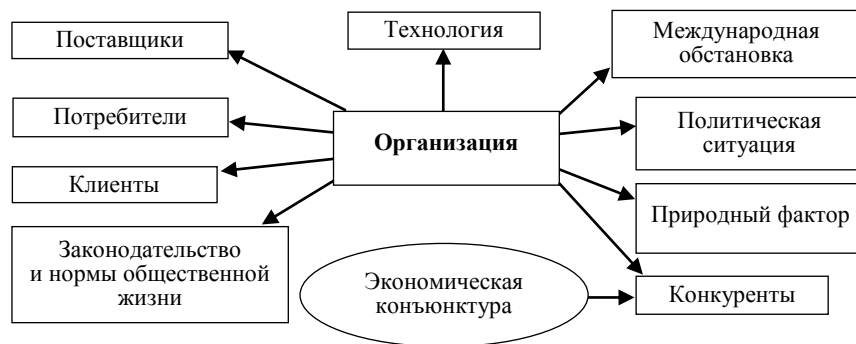 Поставщики
Технология
Международная
обстановка
Потребители
Организация
Политическая
ситуация
Клиенты
Природный фактор
Законодательство
и нормы общественной
жизни
Экономическая
конъюнктура
Конкуренты